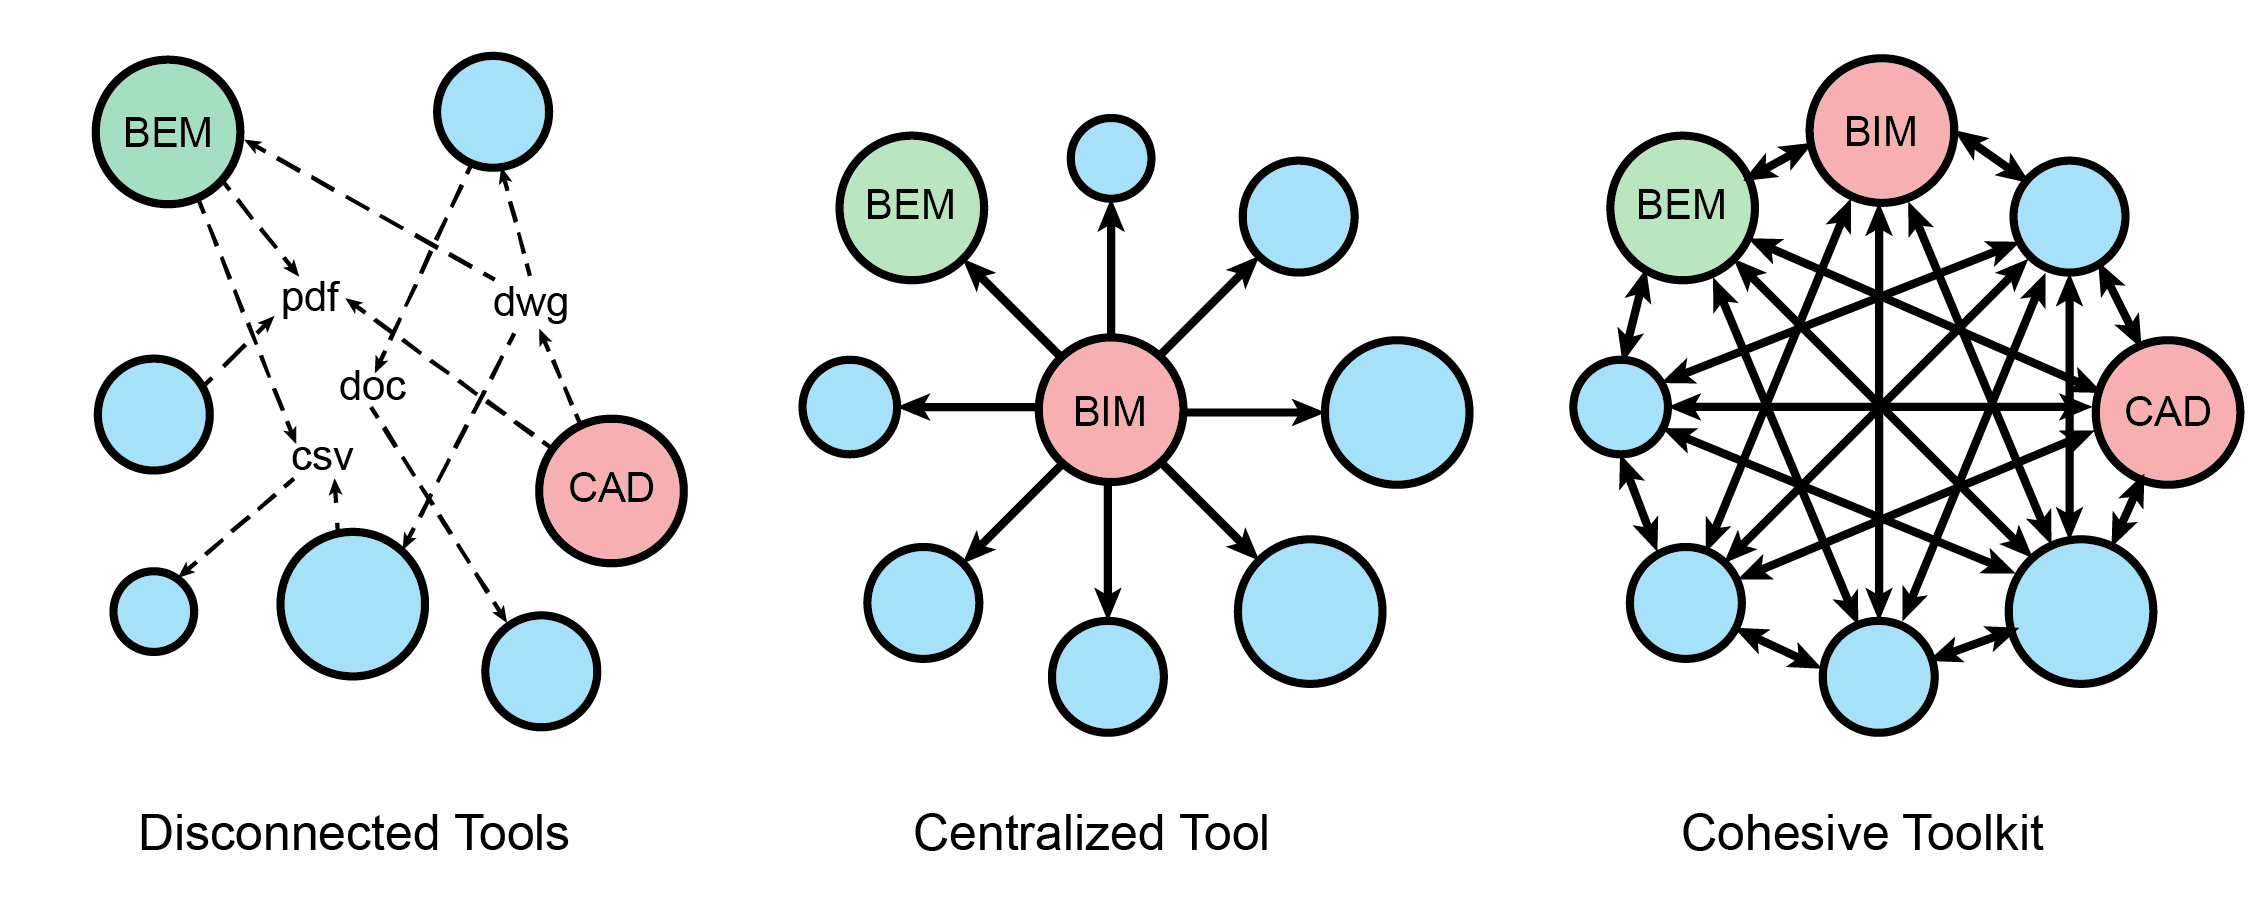 BEM
pdf
dwg
doc
csv
CAD
Disconnected Tools
BEM
BIM
Centralized Tool
BIM
BEM
CAD
Cohesive Toolkit